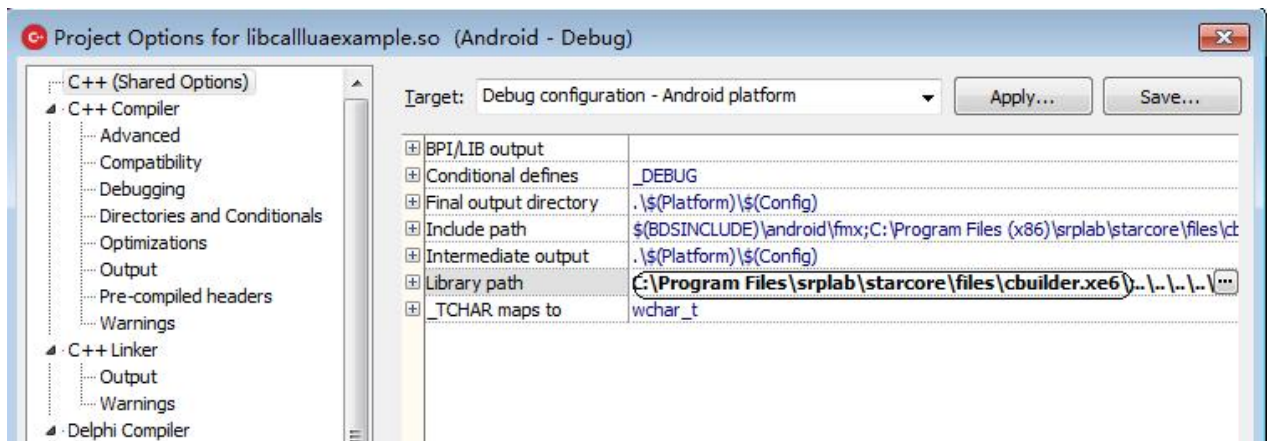 Project Options for libcallluaexample.so (Android - Debug)
C++ (Shared Options)
C++ Compiler
Advanced
Compatibility
Debugging
Directories and Conditionals
Optimizations
Output
Pre-compiled headers
Warnings
C++ Linker
Output
Warnings
Delphi Compiler
Target: Debug configuration - Android platform
Apply...
Save...
BPI/LIB output
Conditional defines _DEBUG
Final output directory .\$(Platform)\$(Config)
Include path $(BDSINCLUDE)\android\fmx;C:\Program Files (x86)\srplab\starcore\files\cb
Intermediate output .\$(Platform)\$(Config)
Library path C:\Program Files\srplab\starcore\files\cbuilder.xe6\;..\..\..\..\ ...
_TCHAR maps to wchar_t